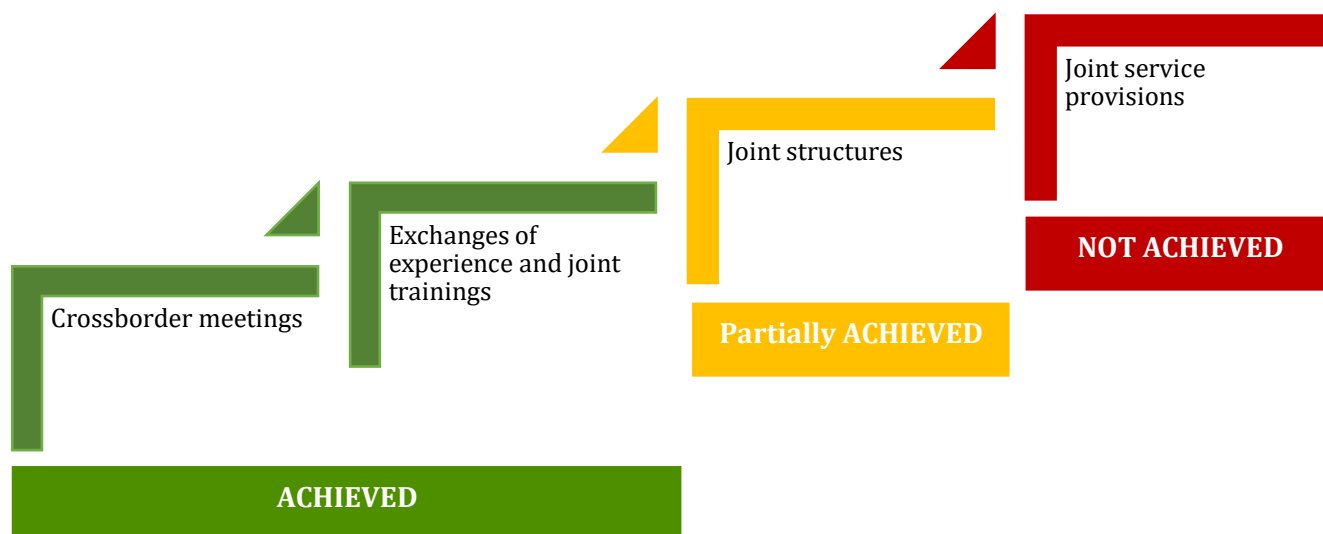 Crossborder meetings
Exchanges of
experience and joint
trainings
Joint structures
Joint service
provisions
ACHIEVED
Partially ACHIEVED
NOT ACHIEVED